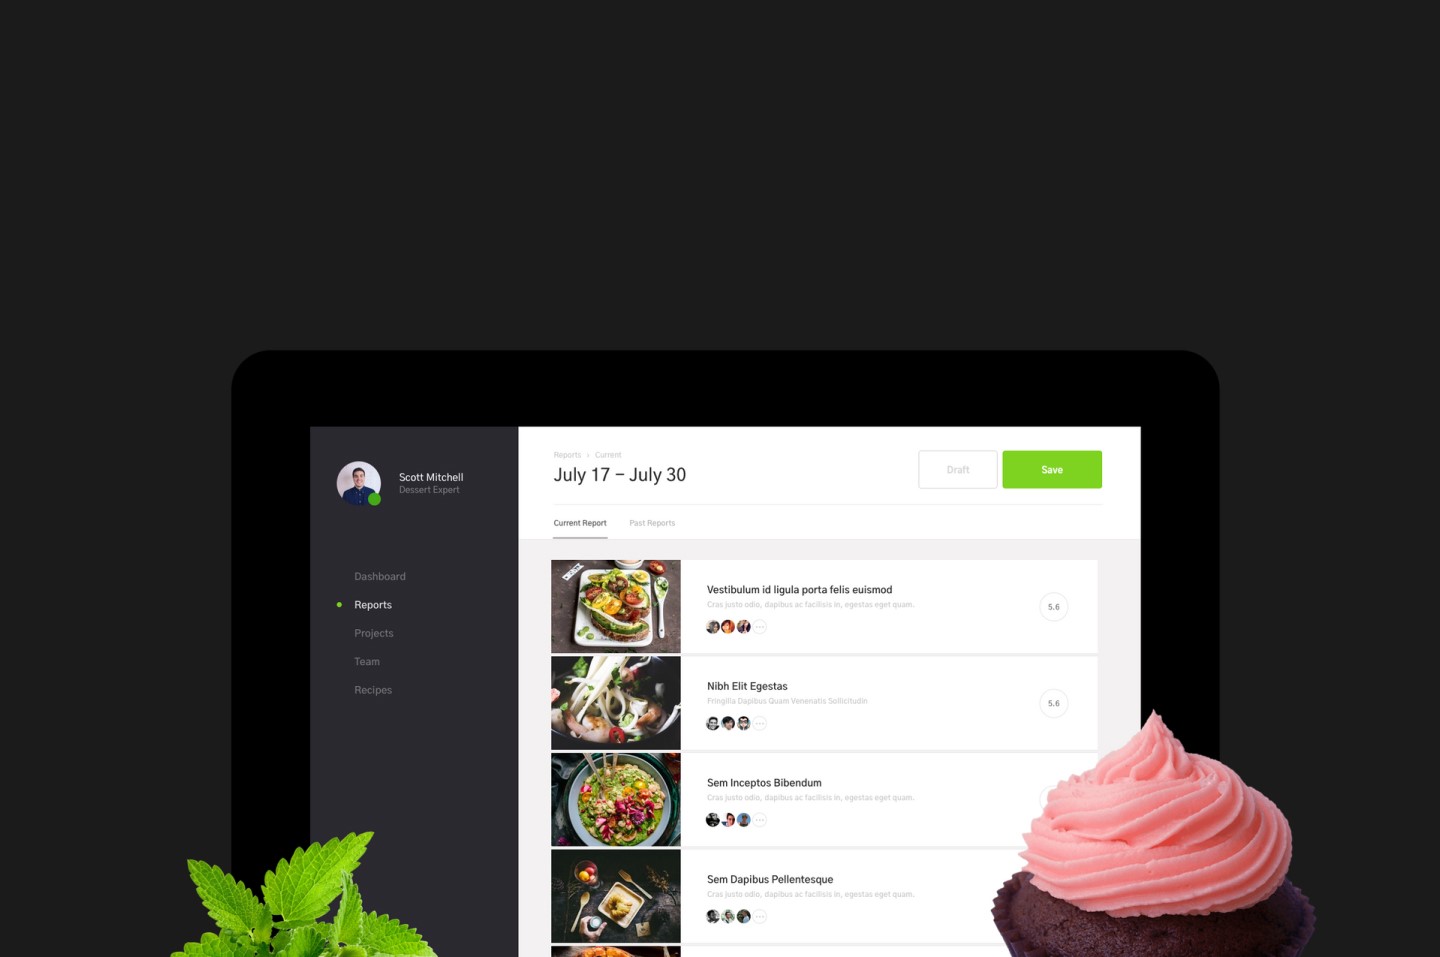 Scott Mitchell
Dessert Expert
Dashboard
Reports
Projects
Team
Recipes
Reports › Current
July 17 – July 30
Draft
Save
Current Report
Past Reports
Vestibulum id ligula porta felis euismod
Cras justo odio, dapibus ac facilisis in, egestas eget quam.
5.6
Nibh Elit Egestas
Fringilla Dapibus Quam Venenatis Sollicitudin
5.6
Sem Inceptos Bibendum
Cras justo odio, dapibus ac facilisis in, egestas eget quam.
Sem Dapibus Pellentesque
Cras justo odio, dapibus ac facilisis in, egestas eget quam.